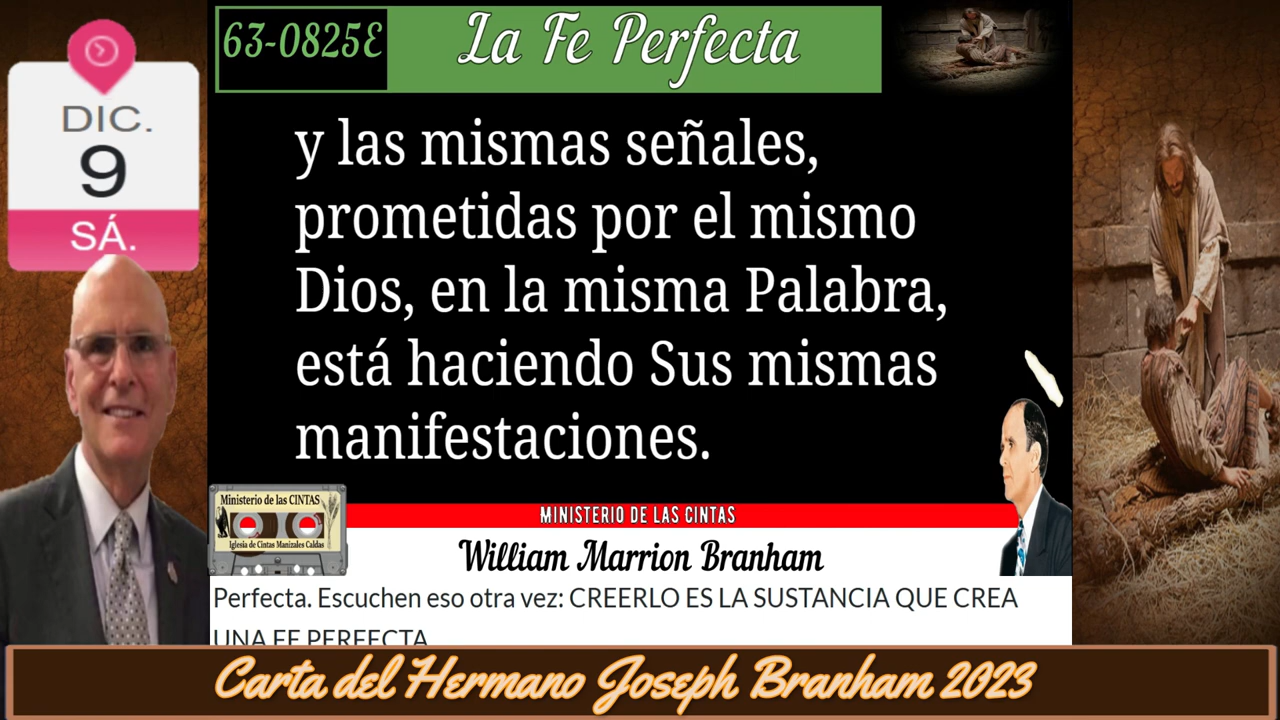 63-0825E
La Fe Perfecta
DIC.
9
SÁ.
y las mismas señales,
prometidas por el mismo
Dios, en la misma Palabra,
está haciendo Sus mismas
manifestaciones.
Ministerio de las CINTAS
Iglesia de Cintas Manizales Caldas
MINISTERIO DE LAS CINTAS
William Marrion Branham
Perfecta. Escuchen eso otra vez: CREERLO ES LA SUSTANCIA QUE CREA
UNA FE PERFECTA
Carta del Hermano Joseph Branham 2023